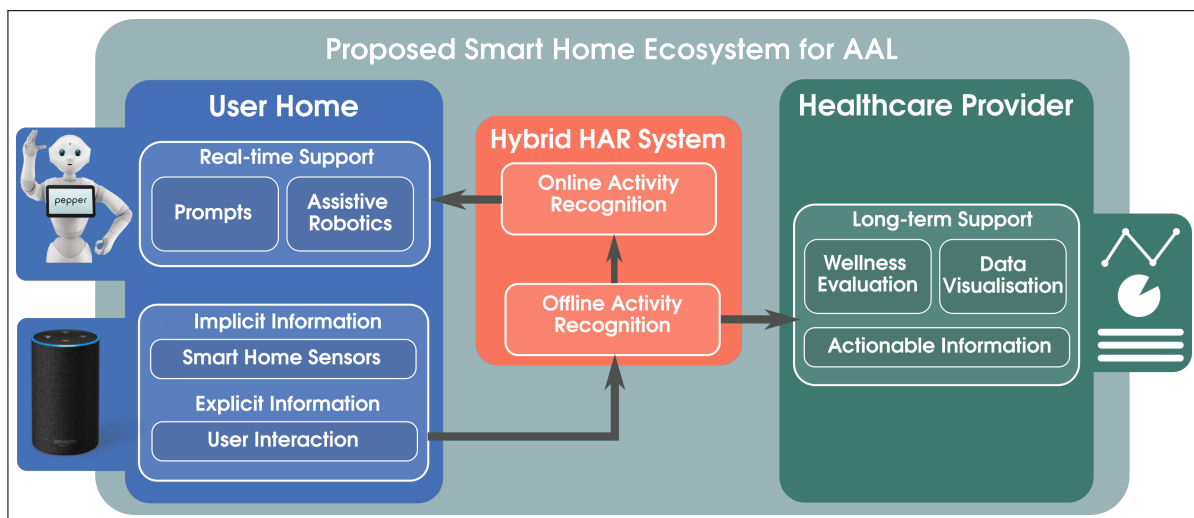 Proposed Smart Home Ecosystem for AAL
User Home
Real-time Support
Prompts
Assistive
Robotics
pepper
Implicit Information
Smart Home Sensors
Explicit Information
User Interaction
amazon
Hybrid HAR System
Online Activity
Recognition
Offline Activity
Recognition
Healthcare Provider
Long-term Support
Wellness
Evaluation
Data
Visualisation
Actionable Information